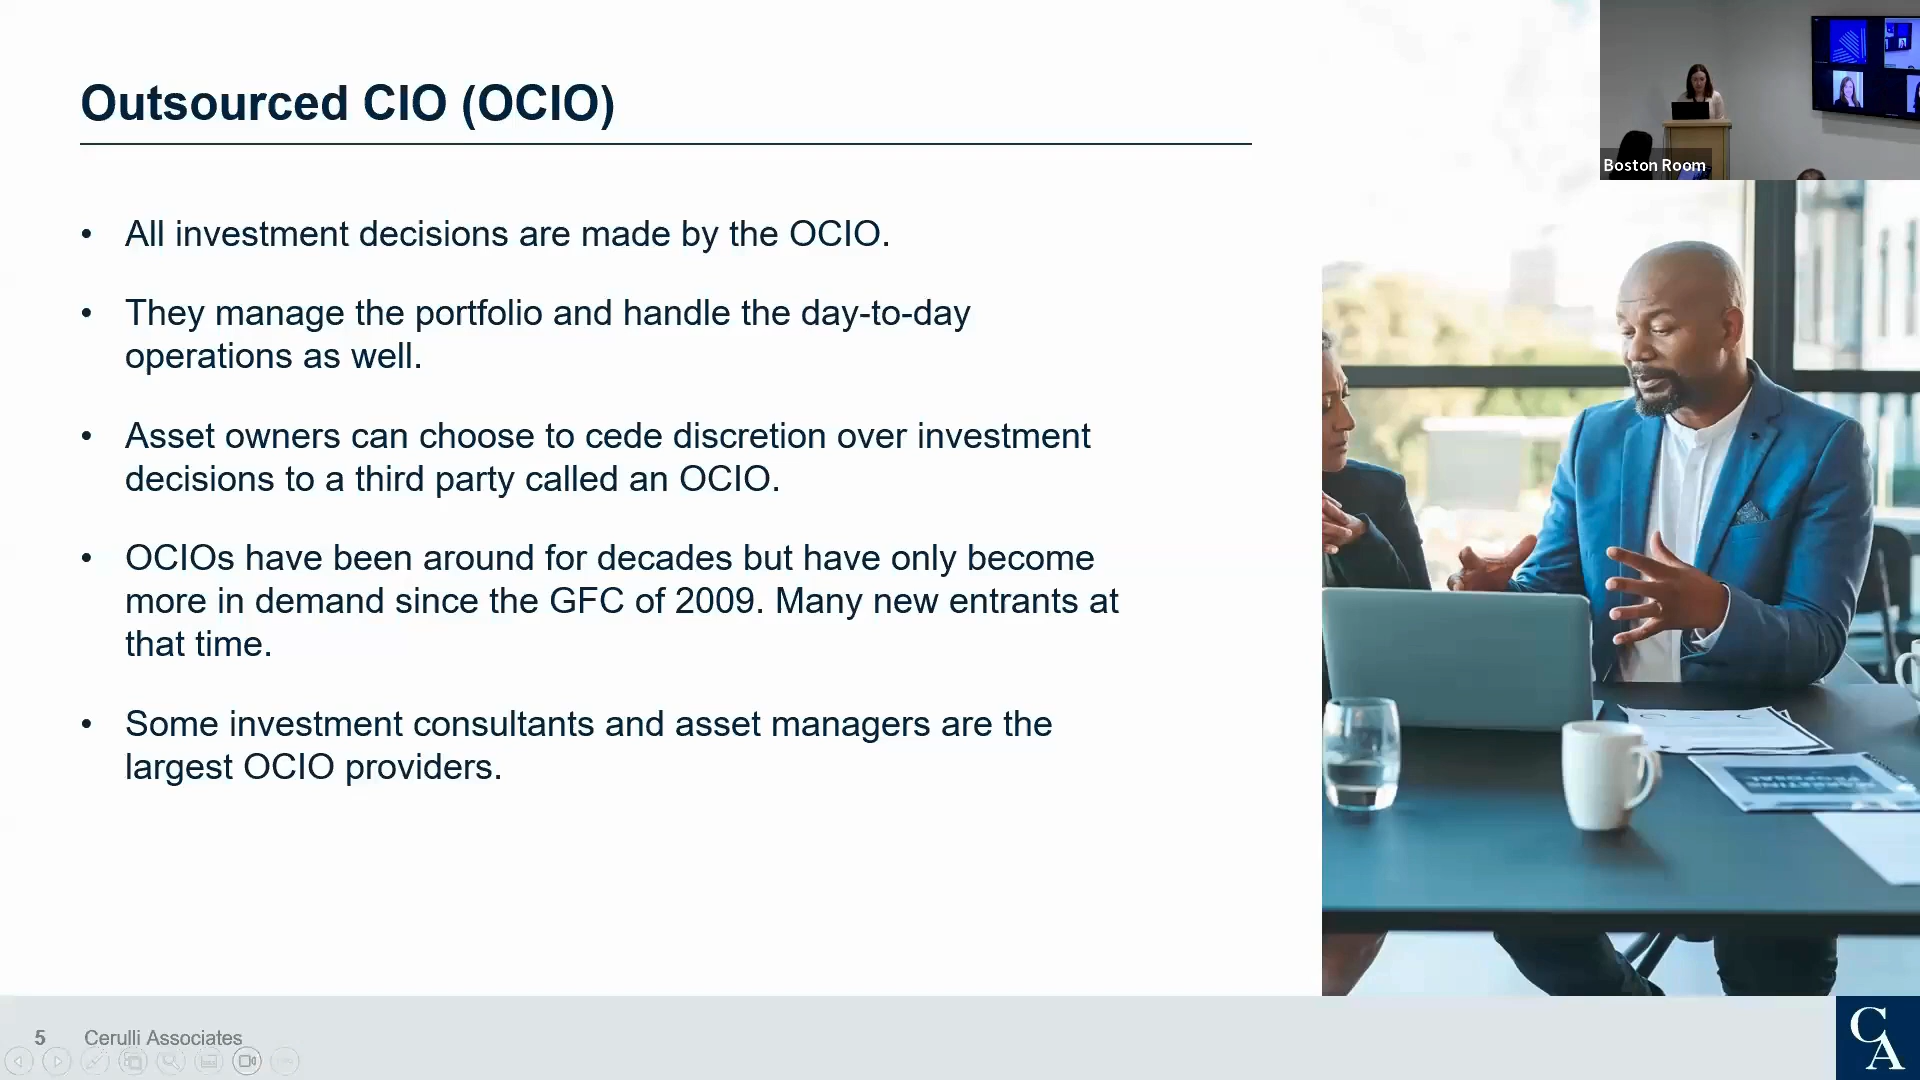 Outsourced CIO (OCIO)
Boston Room
• All investment decisions are made by the OCIO.
• They manage the portfolio and handle the day-to-day
operations as well.
• Asset owners can choose to cede discretion over investment
decisions to a third party called an OCIO.
• OCIOs have been around for decades but have only become
more in demand since the GFC of 2009. Many new entrants at
that time.
• Some investment consultants and asset managers are the
largest OCIO providers.
MARKETING
PROPOSAL
5 Cerulli Associates
CA